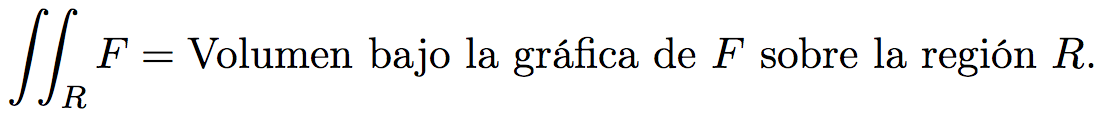 ∬_R F = Volumen bajo la gráfica de F sobre la región R.